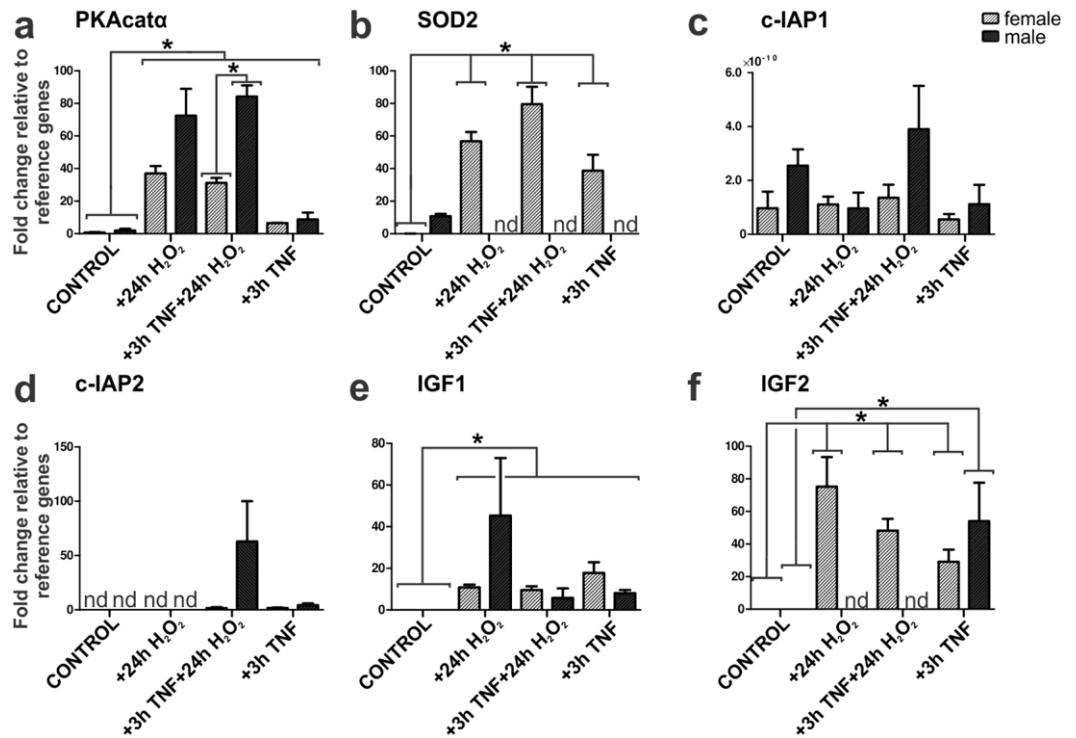 a PKAcatα
b SOD2
c c-IAP1
female
male
Fold change relative to
reference genes
100
80
60
40
20
0
*
*
CONTROL
+24h H₂O₂
+3h TNF+24h H₂O₂
+3h TNF
100
80
60
40
20
0
*
nd
nd
nd
CONTROL
+24h H₂O₂
+3h TNF+24h H₂O₂
+3h TNF
×10⁻¹⁰
6.0
4.0
2.0
0
CONTROL
+24h H₂O₂
+3h TNF+24h H₂O₂
+3h TNF
d c-IAP2
e IGF1
f IGF2
Fold change relative to
reference genes
150
100
50
0
nd nd nd nd
CONTROL
+24h H₂O₂
+3h TNF+24h H₂O₂
+3h TNF
80
60
40
20
0
*
CONTROL
+24h H₂O₂
+3h TNF+24h H₂O₂
+3h TNF
100
80
60
40
20
0
*
*
nd
nd
CONTROL
+24h H₂O₂
+3h TNF+24h H₂O₂
+3h TNF